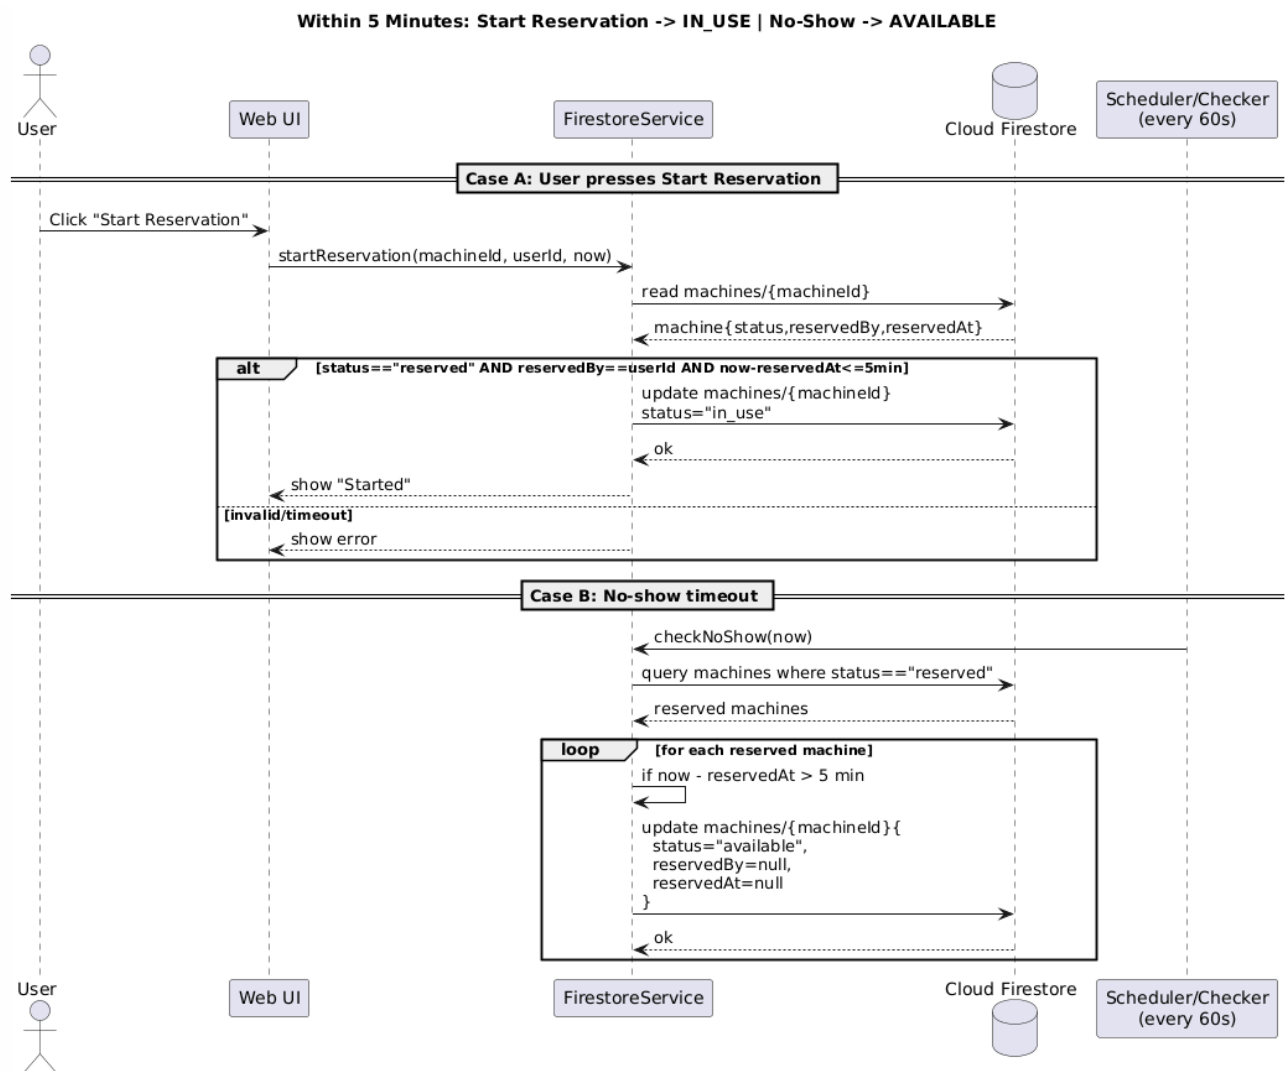 Within 5 Minutes: Start Reservation -> IN_USE | No-Show -> AVAILABLE
User
Web UI
FirestoreService
Cloud Firestore
Scheduler/Checker
(every 60s)
Case A: User presses Start Reservation
Click "Start Reservation"
startReservation(machineId, userId, now)
read machines/{machineId}
machine{status,reservedBy,reservedAt}
alt
[status=="reserved" AND reservedBy==userId AND now-reservedAt<=5min]
update machines/{machineId}
status="in_use"
ok
show "Started"
[invalid/timeout]
show error
Case B: No-show timeout
checkNoShow(now)
query machines where status=="reserved"
reserved machines
loop
[for each reserved machine]
if now - reservedAt > 5 min
update machines/{machineId}{
status="available",
reservedBy=null,
reservedAt=null
}
ok
User
Web UI
FirestoreService
Cloud Firestore
Scheduler/Checker
(every 60s)